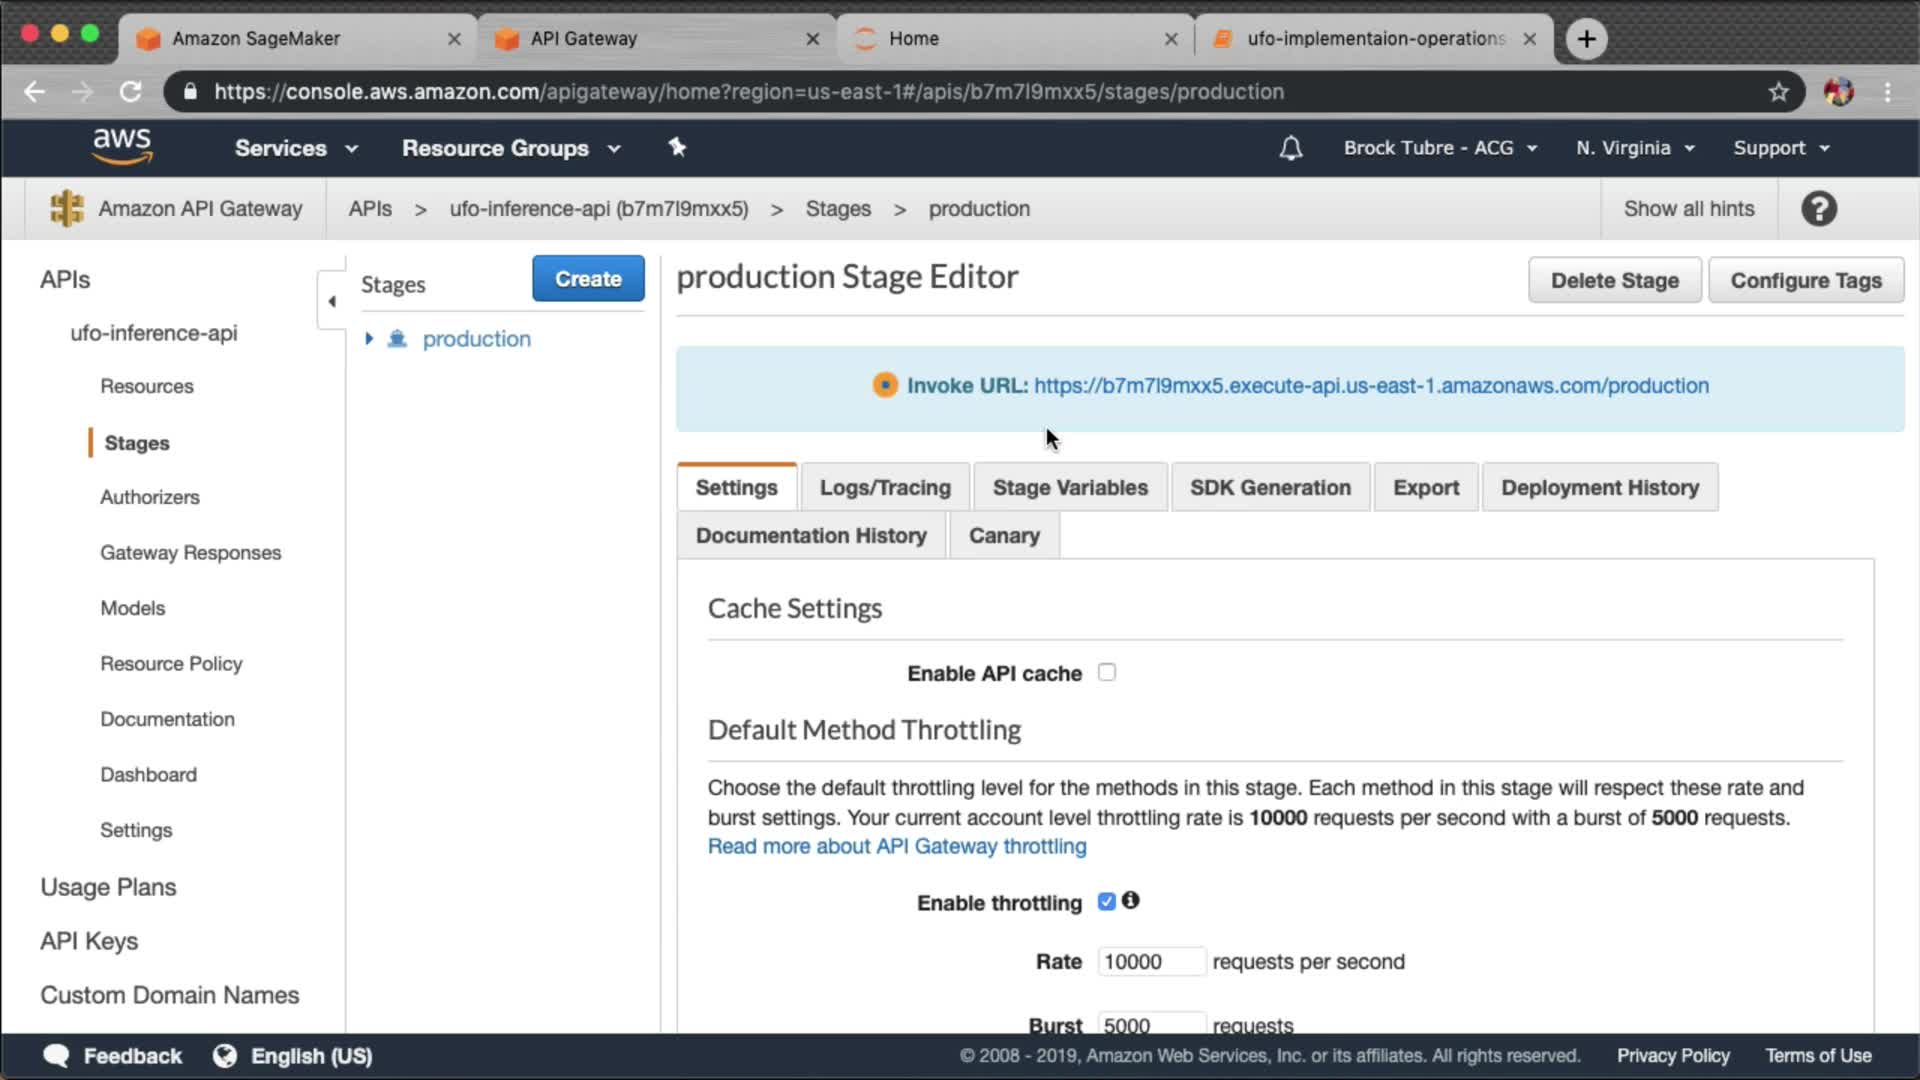 Amazon SageMaker
API Gateway
Home
ufo-implementaion-operations
https://console.aws.amazon.com/apigateway/home?region=us-east-1#/apis/b7m7l9mxx5/stages/production
aws
Services
Resource Groups
Brock Tubre - ACG
N. Virginia
Support
Amazon API Gateway
APIs > ufo-inference-api (b7m7l9mxx5) > Stages > production
Show all hints
?
APIs
ufo-inference-api
Resources
Stages
Authorizers
Gateway Responses
Models
Resource Policy
Documentation
Dashboard
Settings
Usage Plans
API Keys
Custom Domain Names
Stages
Create
production
production Stage Editor
Delete Stage
Configure Tags
Invoke URL: https://b7m7l9mxx5.execute-api.us-east-1.amazonaws.com/production
Settings
Logs/Tracing
Stage Variables
SDK Generation
Export
Deployment History
Documentation History
Canary
Cache Settings
Enable API cache
Default Method Throttling
Choose the default throttling level for the methods in this stage. Each method in this stage will respect these rate and
burst settings. Your current account level throttling rate is 10000 requests per second with a burst of 5000 requests.
Read more about API Gateway throttling
Enable throttling
Rate 10000 requests per second
Burst 5000 requests
Feedback
English (US)
© 2008 - 2019, Amazon Web Services, Inc. or its affiliates. All rights reserved.
Privacy Policy
Terms of Use